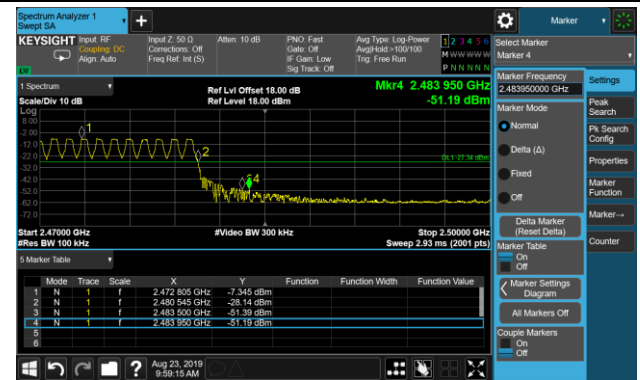 Spectrum Analyzer 1
Swept SA
Marker
KEYSIGHT
Input: RF
Coupling: DC
Align: Auto
Input Z: 50 Ω
Corrections: Off
Freq Ref: Int (S)
Atten: 10 dB
PNO: Fast
Gate: Off
IF Gain: Low
Sig Track: Off
Avg Type: Log-Power
Avg|Hold:>100/100
Trig: Free Run
1 2 3 4 5 6
M W W W W W
P N N N N N
Select Marker
Marker 4
1 Spectrum
Scale/Div 10 dB
Log
Ref Lvl Offset 18.00 dB
Ref Level 18.00 dBm
Mkr4 2.483 950 GHz
-51.19 dBm
8.00
-2.00
-12.0
-22.0
-32.0
-42.0
-52.0
-62.0
-72.0
1
2
4
DL1 -27.34 dBm
Start 2.47000 GHz
#Res BW 100 kHz
#Video BW 300 kHz
Stop 2.50000 GHz
Sweep 2.93 ms (2001 pts)
5 Marker Table
Mode Trace Scale X Y Function Function Width Function Value
1 N 1 f 2.472 805 GHz -7.345 dBm
2 N 1 f 2.480 545 GHz -28.14 dBm
3 N 1 f 2.483 500 GHz -51.39 dBm
4 N 1 f 2.483 950 GHz -51.19 dBm
5
6
Marker Frequency
2.483950000 GHz
Marker Mode
Normal
Delta (Δ)
Fixed
Off
Delta Marker
(Reset Delta)
Marker Table
On
Off
Marker Settings
Diagram
All Markers Off
Couple Markers
On
Off
Settings
Peak
Search
Pk Search
Config
Properties
Marker
Function
Marker→
Counter
?
Aug 23, 2019
9:59:15 AM